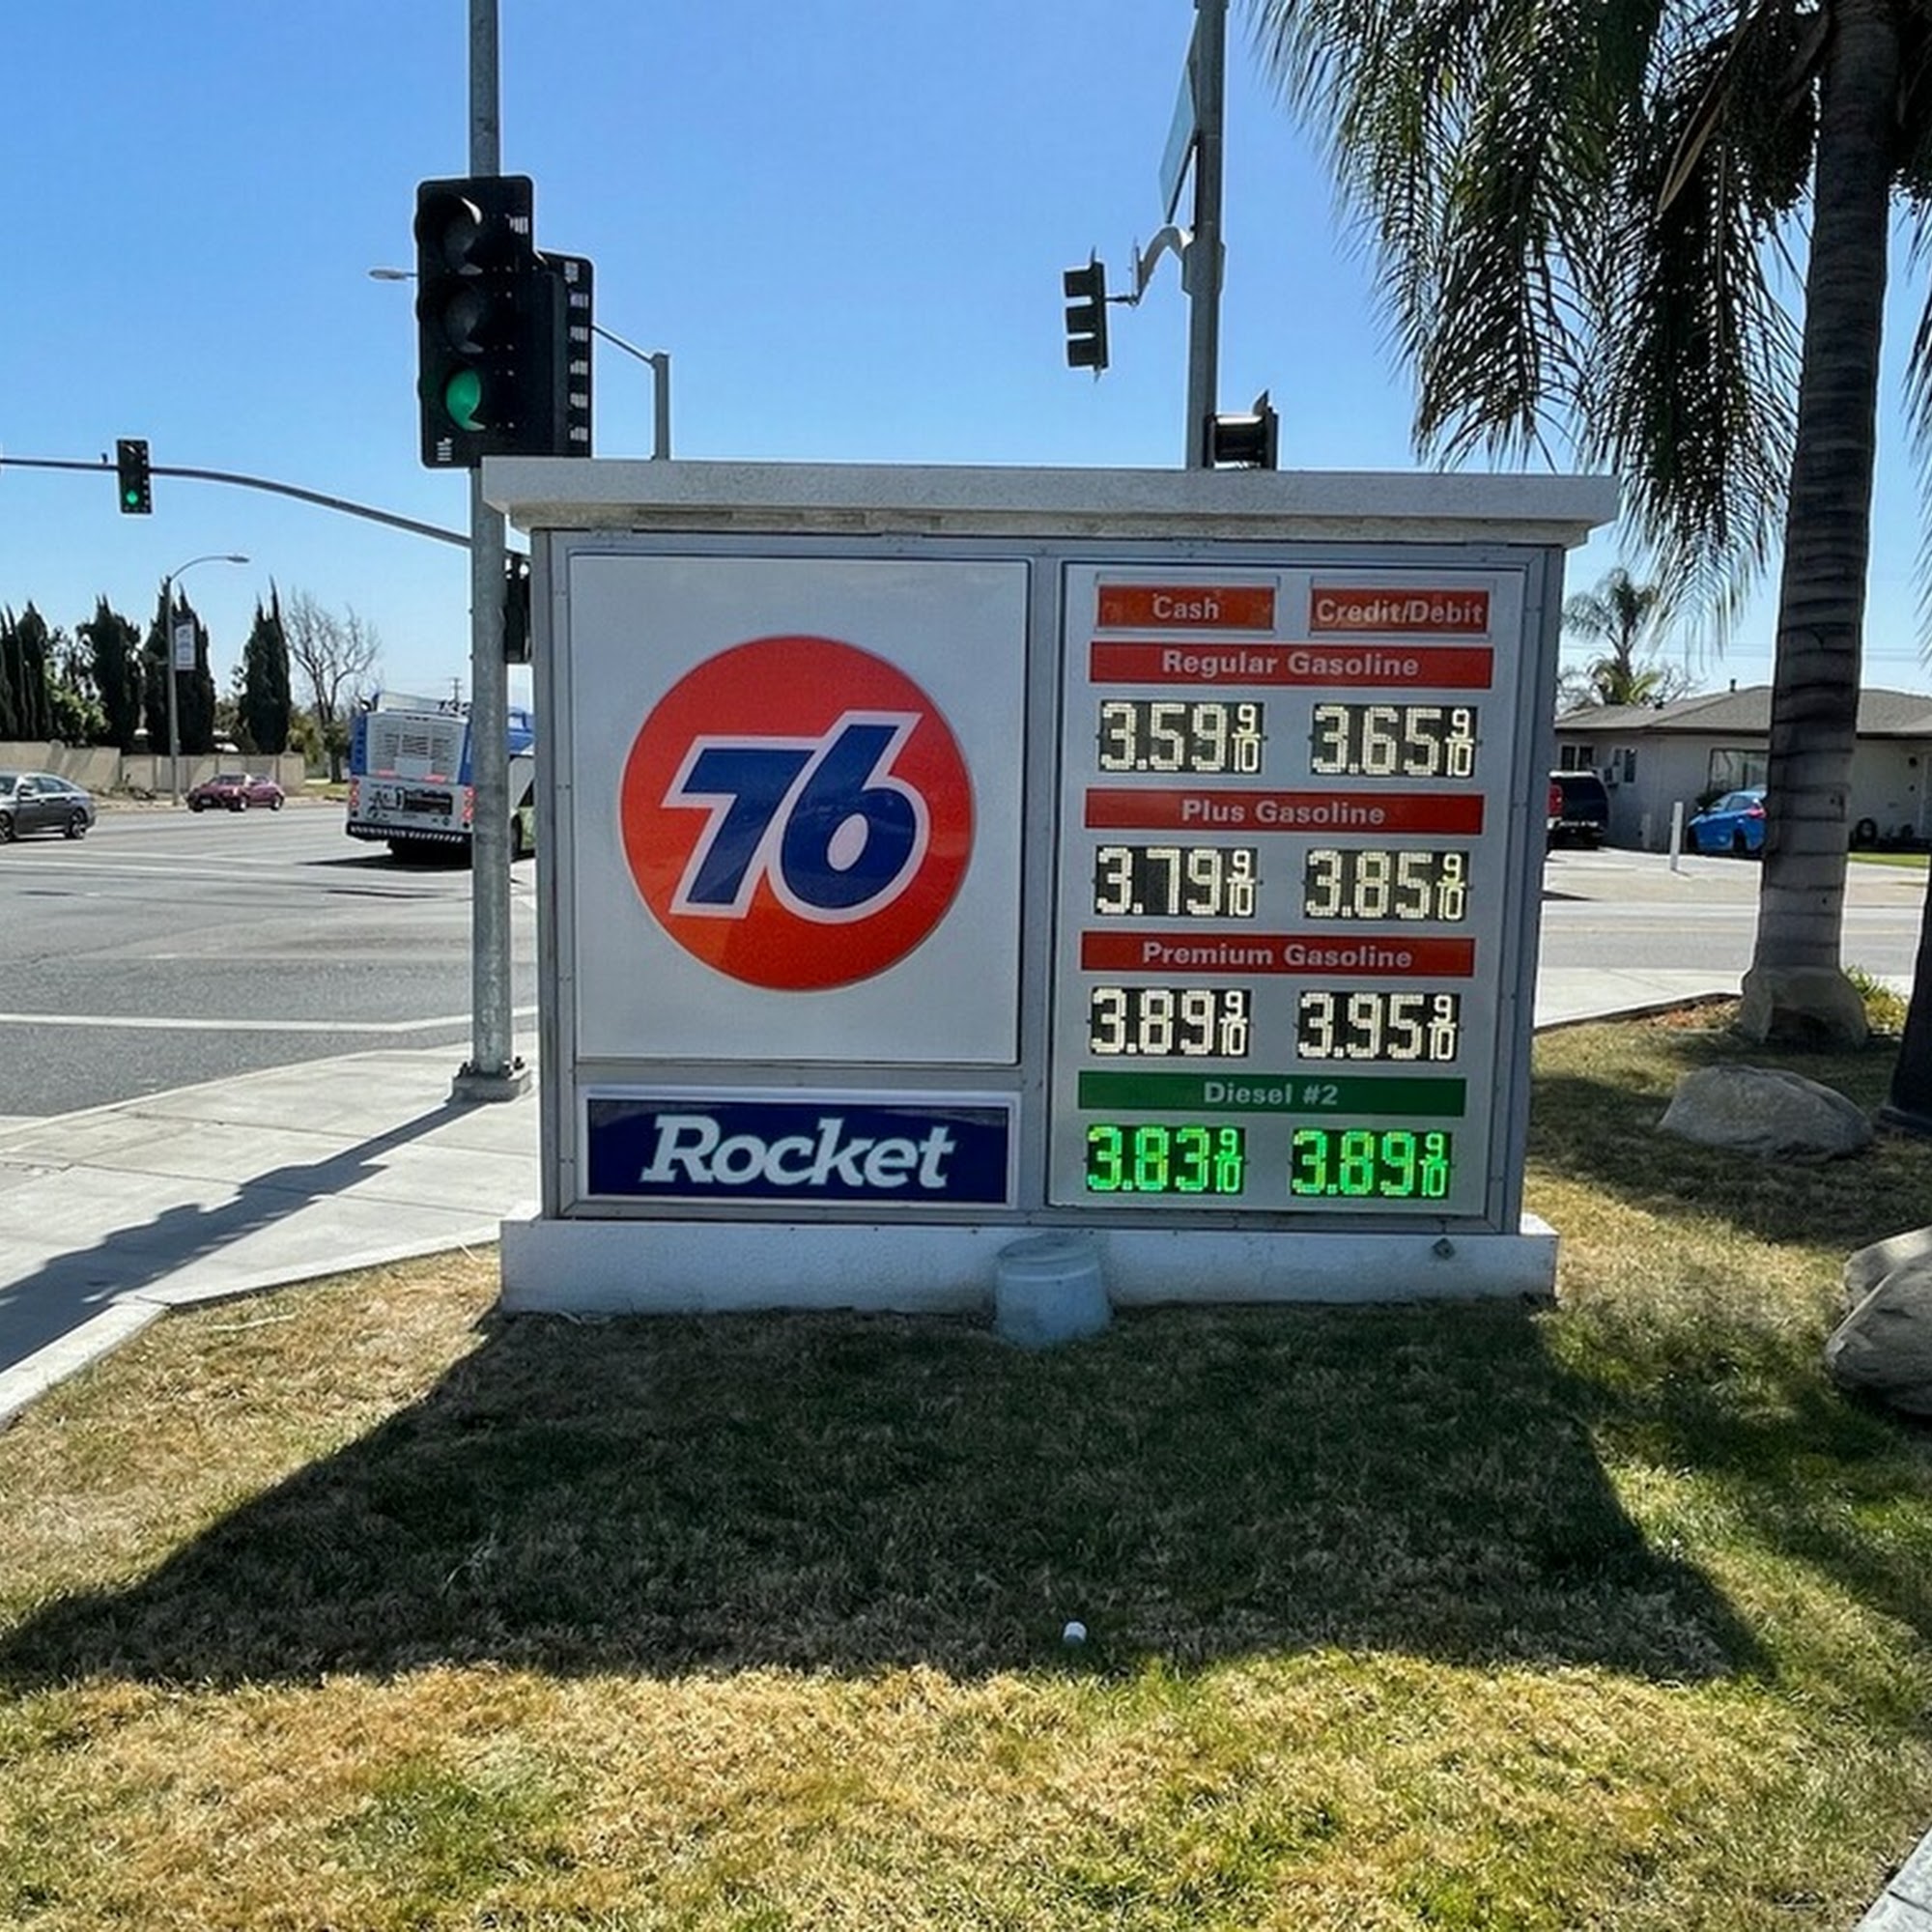 76
Rocket
Cash Credit/Debit
Regular Gasoline
3.59 9/10 3.65 9/10
Plus Gasoline
3.79 9/10 3.85 9/10
Premium Gasoline
3.89 9/10 3.95 9/10
Diesel #2
3.83 9/10 3.89 9/10